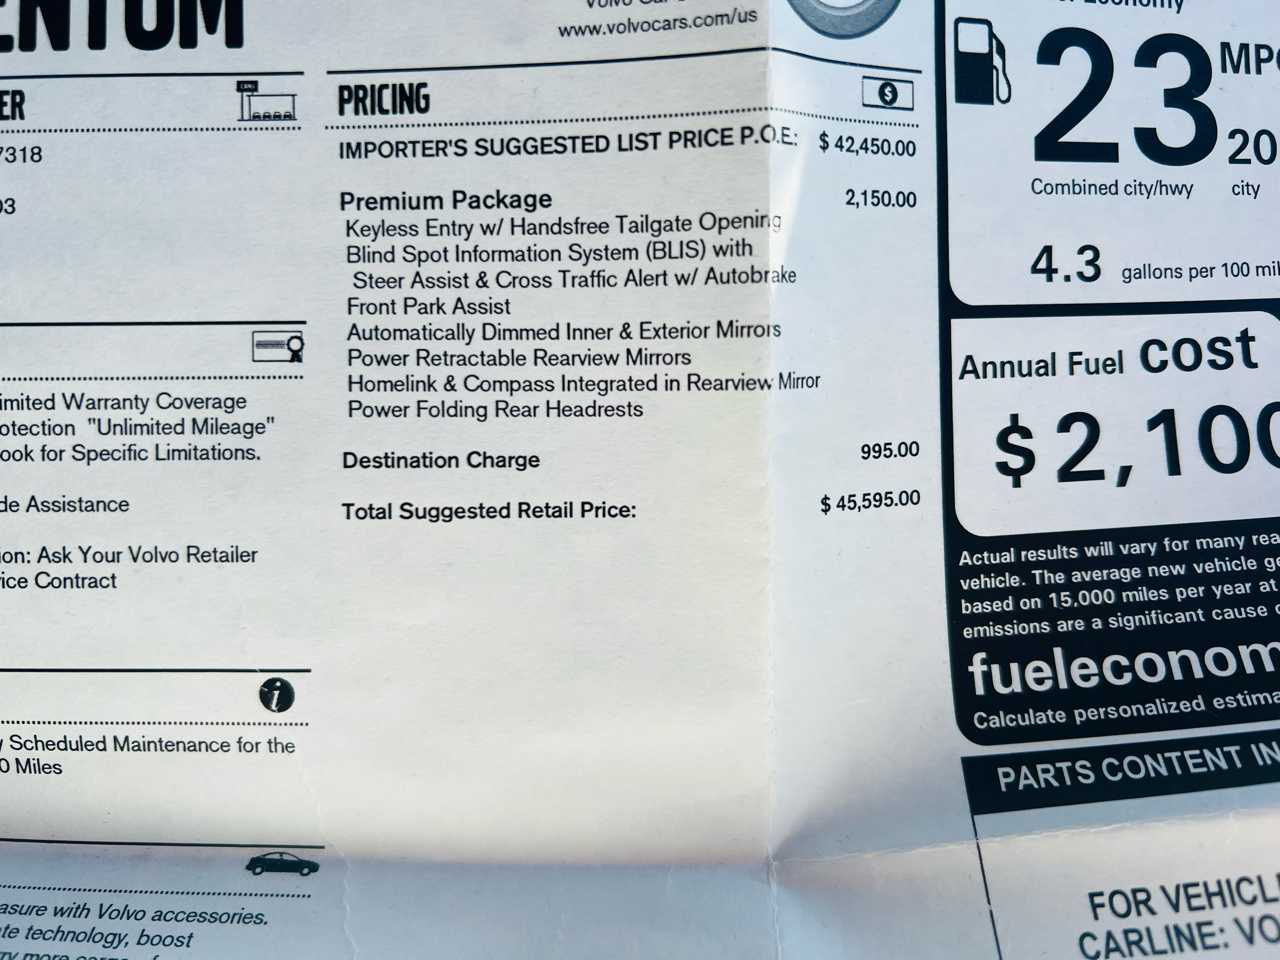 www.volvocars.com/us
PRICING
IMPORTER'S SUGGESTED LIST PRICE P.O.E: $ 42,450.00
Premium Package 2,150.00
Keyless Entry w/ Handsfree Tailgate Opening
Blind Spot Information System (BLIS) with
Steer Assist & Cross Traffic Alert w/ Autobrake
Front Park Assist
Automatically Dimmed Inner & Exterior Mirrors
Power Retractable Rearview Mirrors
Homelink & Compass Integrated in Rearview Mirror
Power Folding Rear Headrests
Destination Charge 995.00
Total Suggested Retail Price: $ 45,595.00
ENTUM
ER
7318
03
imited Warranty Coverage
otection "Unlimited Mileage"
ook for Specific Limitations.
de Assistance
ion: Ask Your Volvo Retailer
ice Contract
y Scheduled Maintenance for the
0 Miles
asure with Volvo accessories.
te technology, boost
Economy
23 MPG
20
Combined city/hwy city
4.3 gallons per 100 mil
Annual Fuel cost
$2,100
Actual results will vary for many rea
vehicle. The average new vehicle ge
based on 15,000 miles per year at
emissions are a significant cause o
fueleconom
Calculate personalized estima
PARTS CONTENT IN
FOR VEHICL
CARLINE: VO